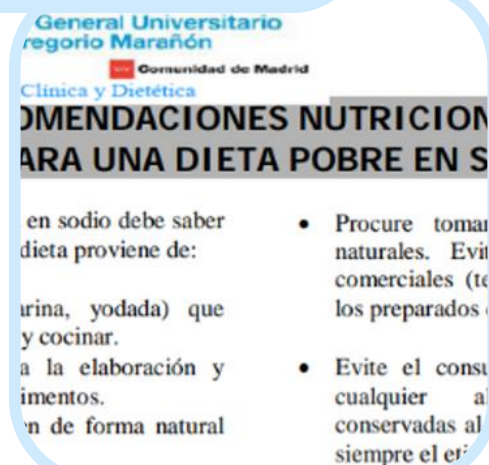 General Universitario
regorio Marañón
Comunidad de Madrid
Clínica y Dietética
OMENDACIONES NUTRICION
ARA UNA DIETA POBRE EN S
en sodio debe saber
dieta proviene de:
arina, yodada) que
y cocinar.
a la elaboración y
imentos.
en de forma natural
• Procure tomar
naturales. Evit
comerciales (te
los preparados
• Evite el consu
cualquier al
conservadas al
siempre el eti